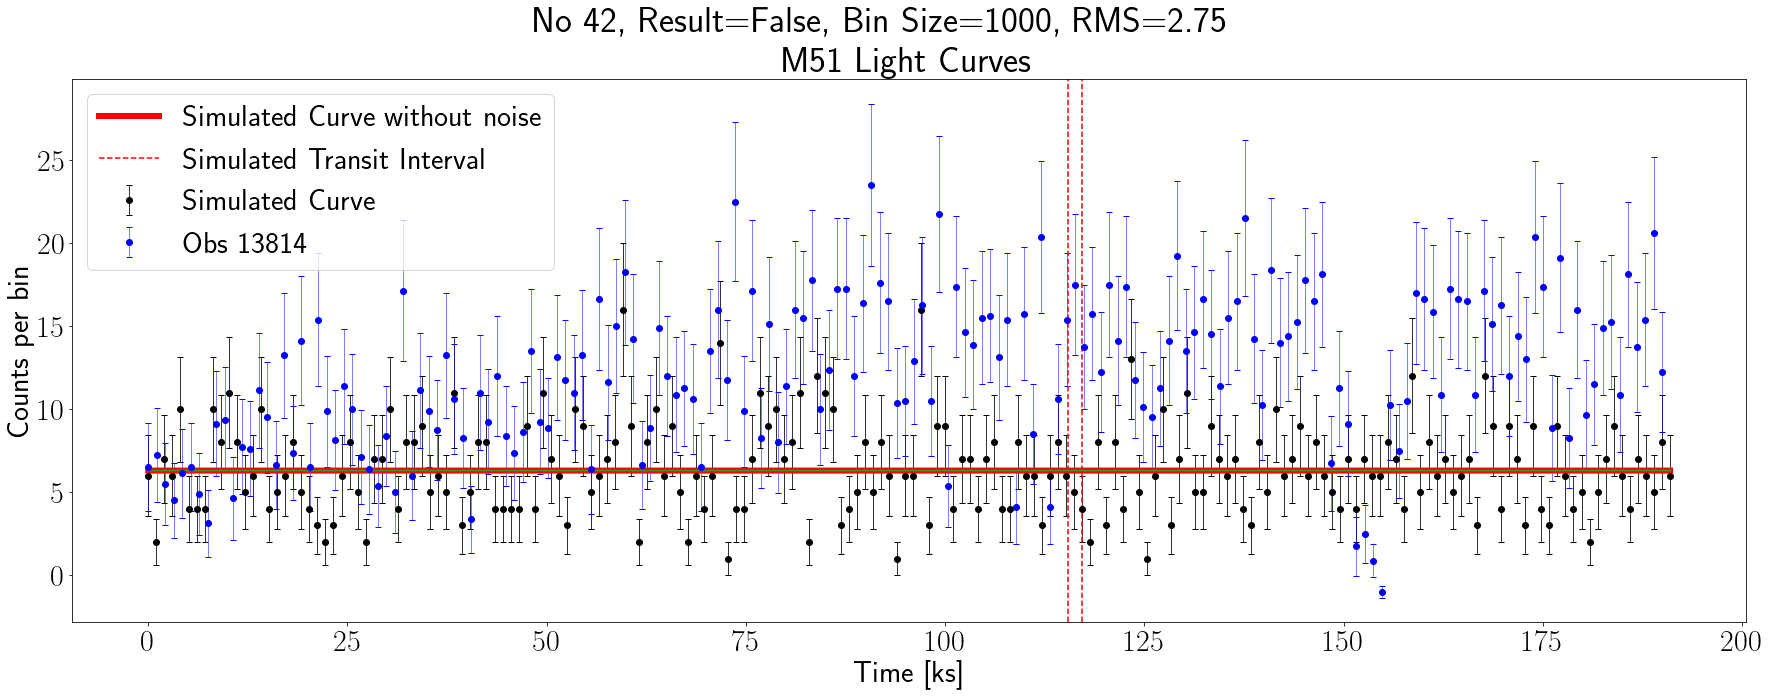 No 42, Result=False, Bin Size=1000, RMS=2.75
M51 Light Curves
Simulated Curve without noise
Simulated Transit Interval
Simulated Curve
Obs 13814
Counts per bin
25
20
15
10
5
0
0 25 50 75 100 125 150 175 200
Time [ks]